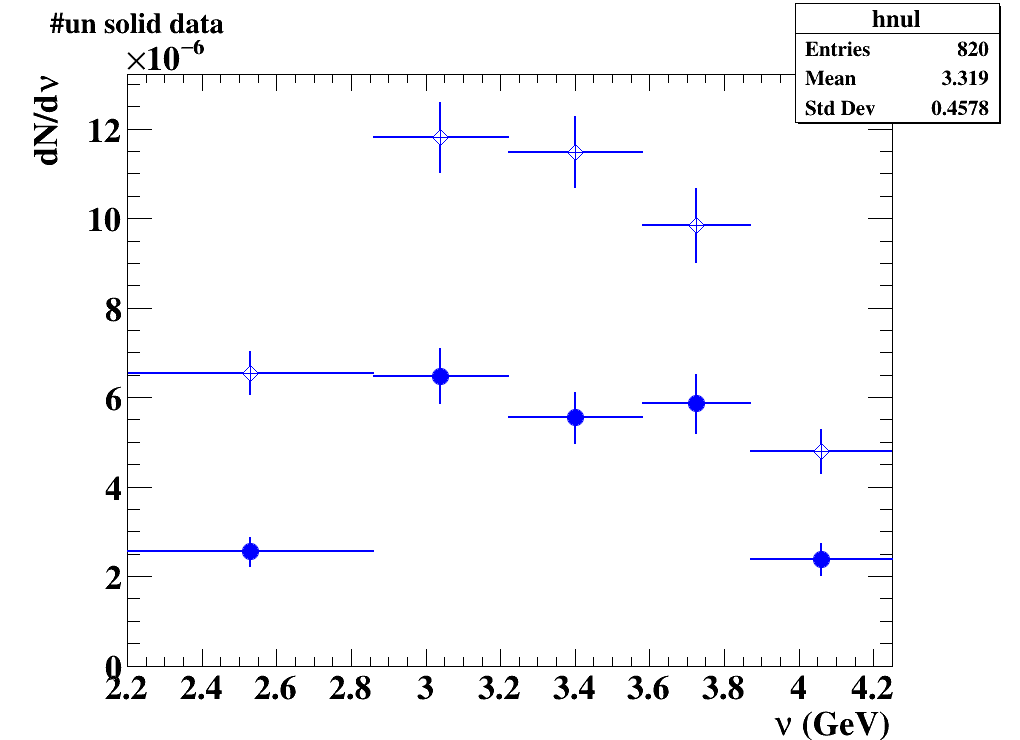 #un solid data
hnul
Entries 820
Mean 3.319
Std Dev 0.4578
×10−6
dN/dν
12
10
8
6
4
2
0
2.2 2.4 2.6 2.8 3 3.2 3.4 3.6 3.8 4 4.2
ν (GeV)